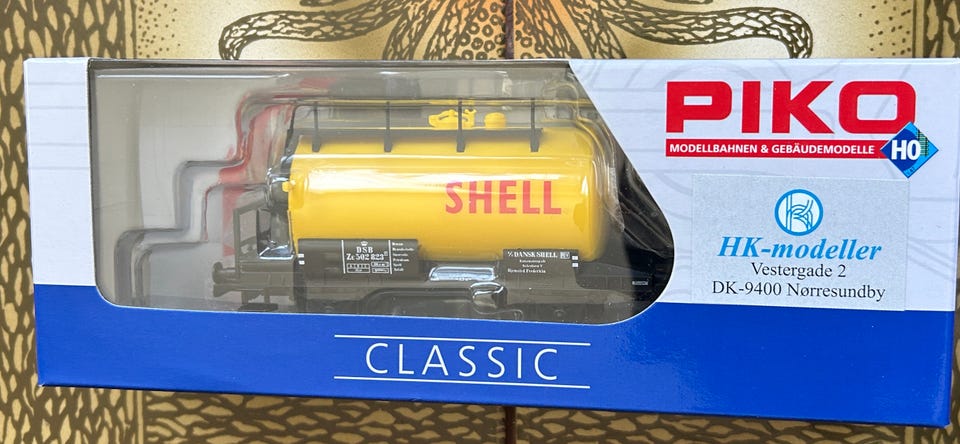 PIKO
MODELLBAHNEN & GEBÄUDEMODELLE
H0
SHELL
DSB
Zc 502 823
DANSK SHELL
HK-modeller
Vestergade 2
DK-9400 Nørresundby
CLASSIC